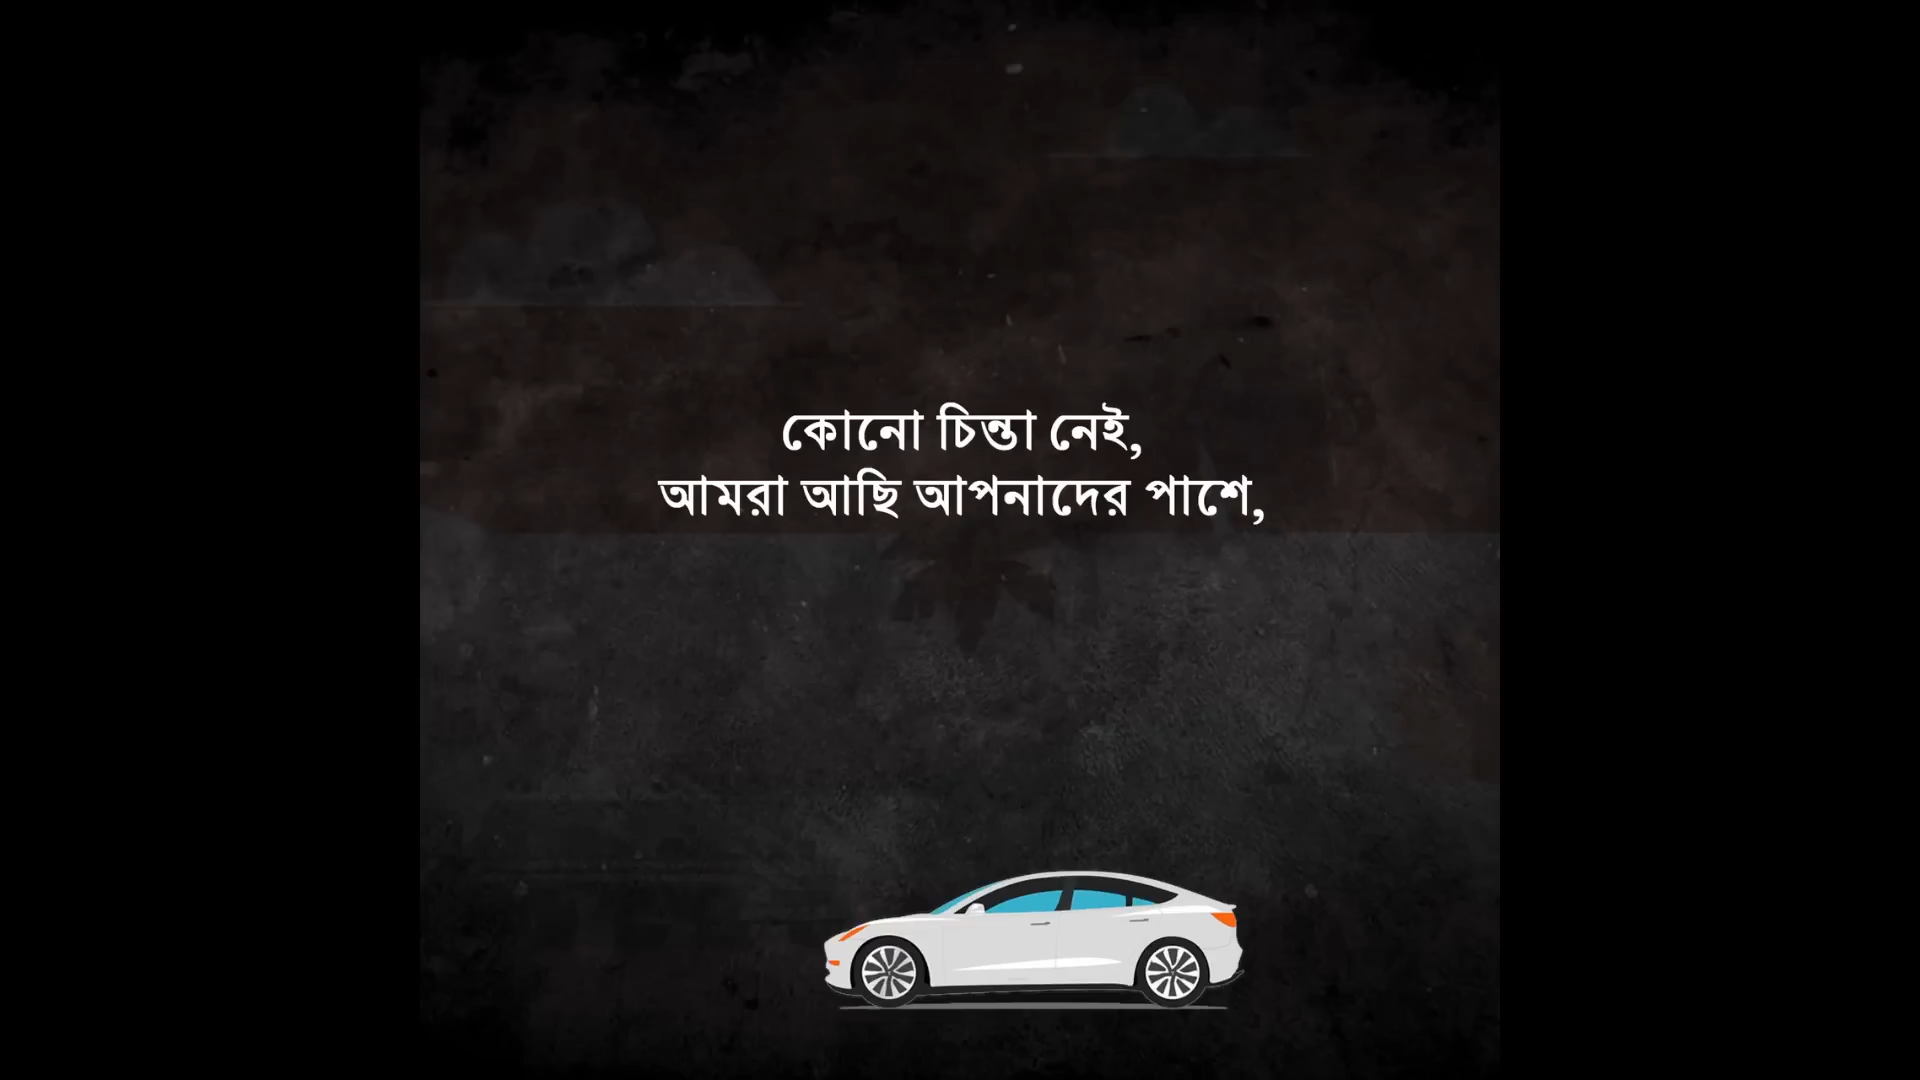 কোনো চিন্তা নেই,
আমরা আছি আপনাদের পাশে,